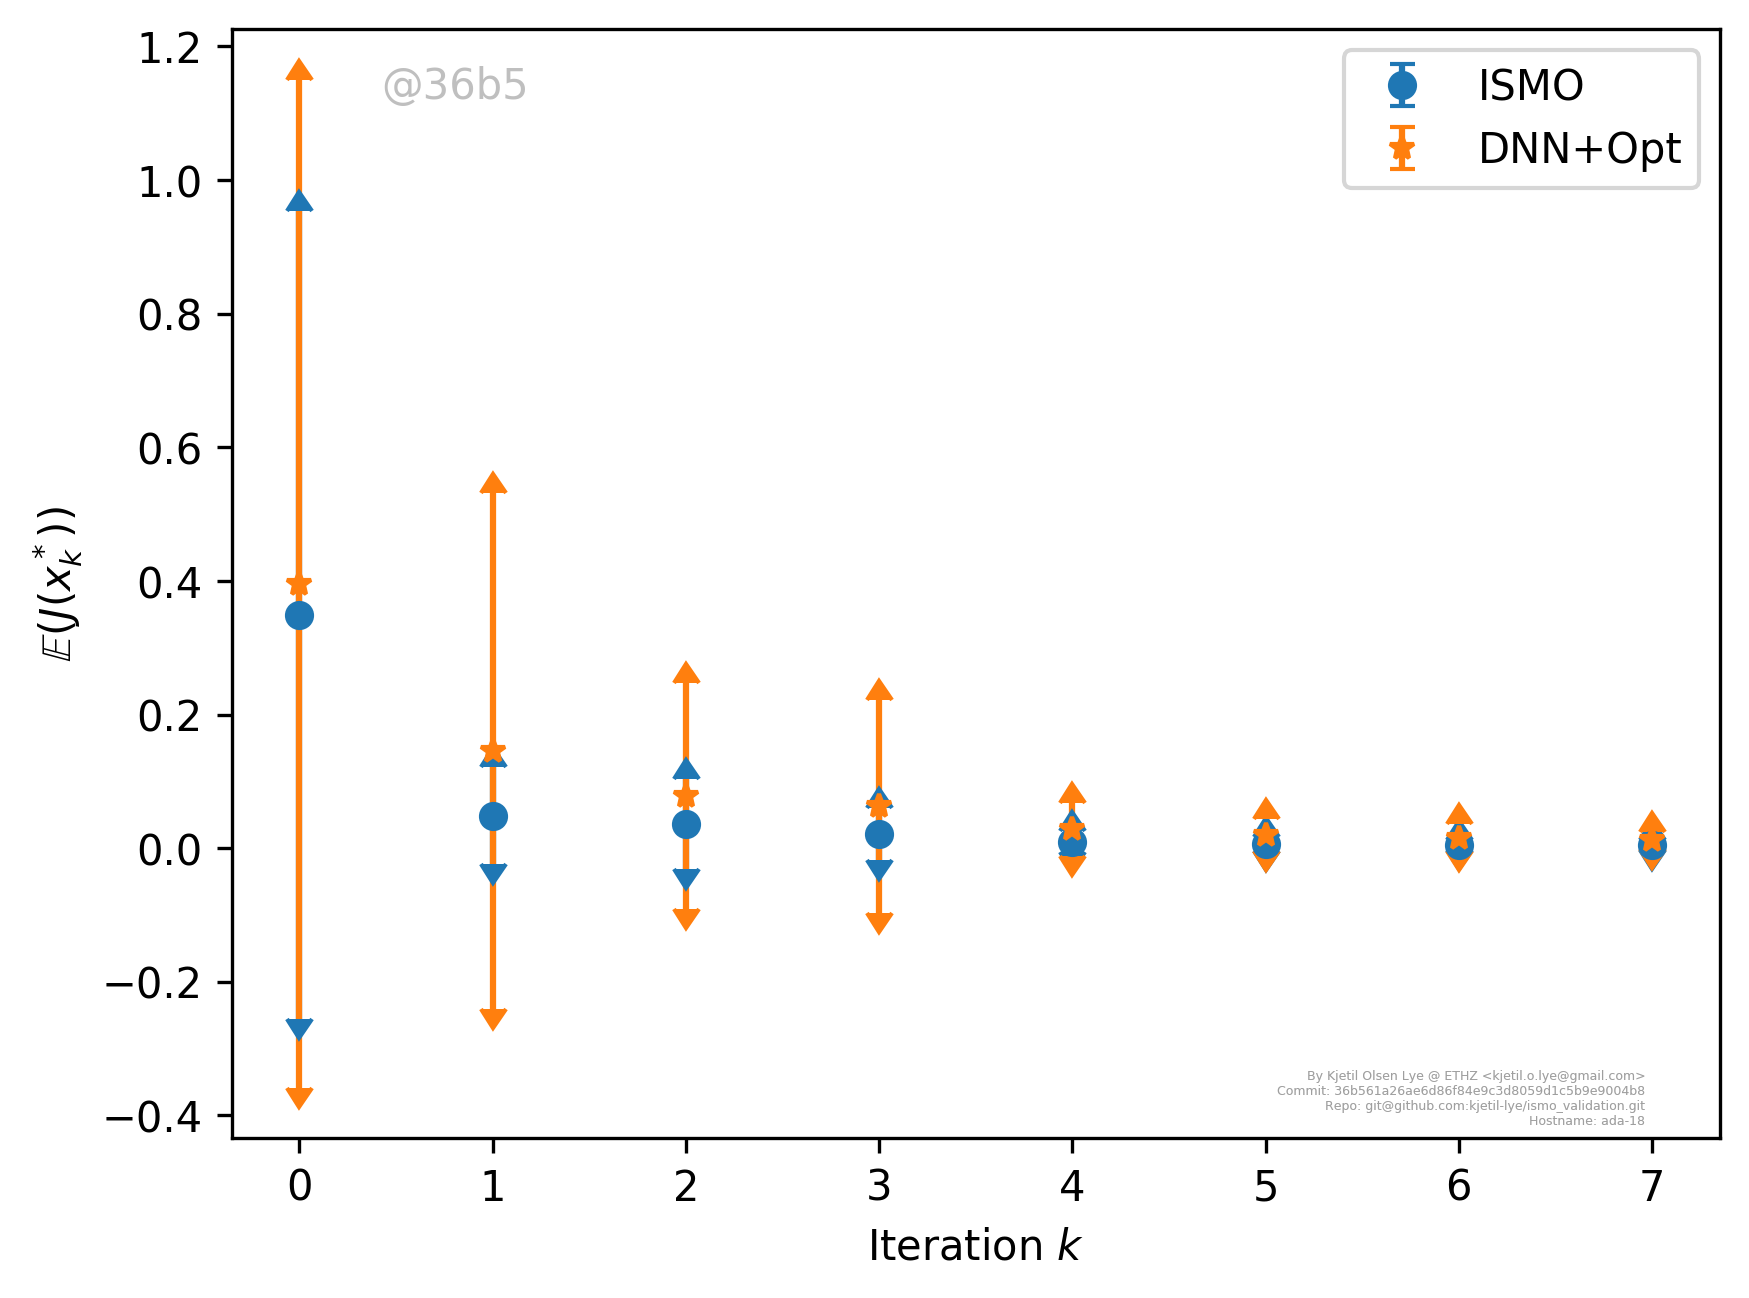 @36b5
ISMO
DNN+Opt
1.2
1.0
0.8
0.6
0.4
0.2
0.0
−0.2
−0.4
𝔼(J(x*k))
By Kjetil Olsen Lye @ ETHZ <kjetil.o.lye@gmail.com>
Commit: 36b561a26ae6d86f84e9c3d8059d1c5b9e9004b8
Repo: git@github.com:kjetil-lye/ismo_validation.git
Hostname: ada-18
0 1 2 3 4 5 6 7
Iteration k